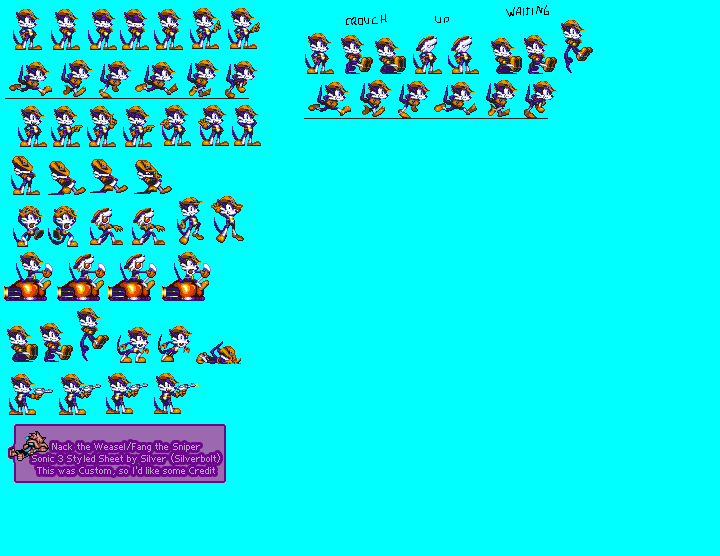 CROUCH UP WAITING
Nack the Weasel/Fang the Sniper
Sonic 3 Styled Sheet by Silver, (Silverbolt)
This was Custom, so I'd like some Credit